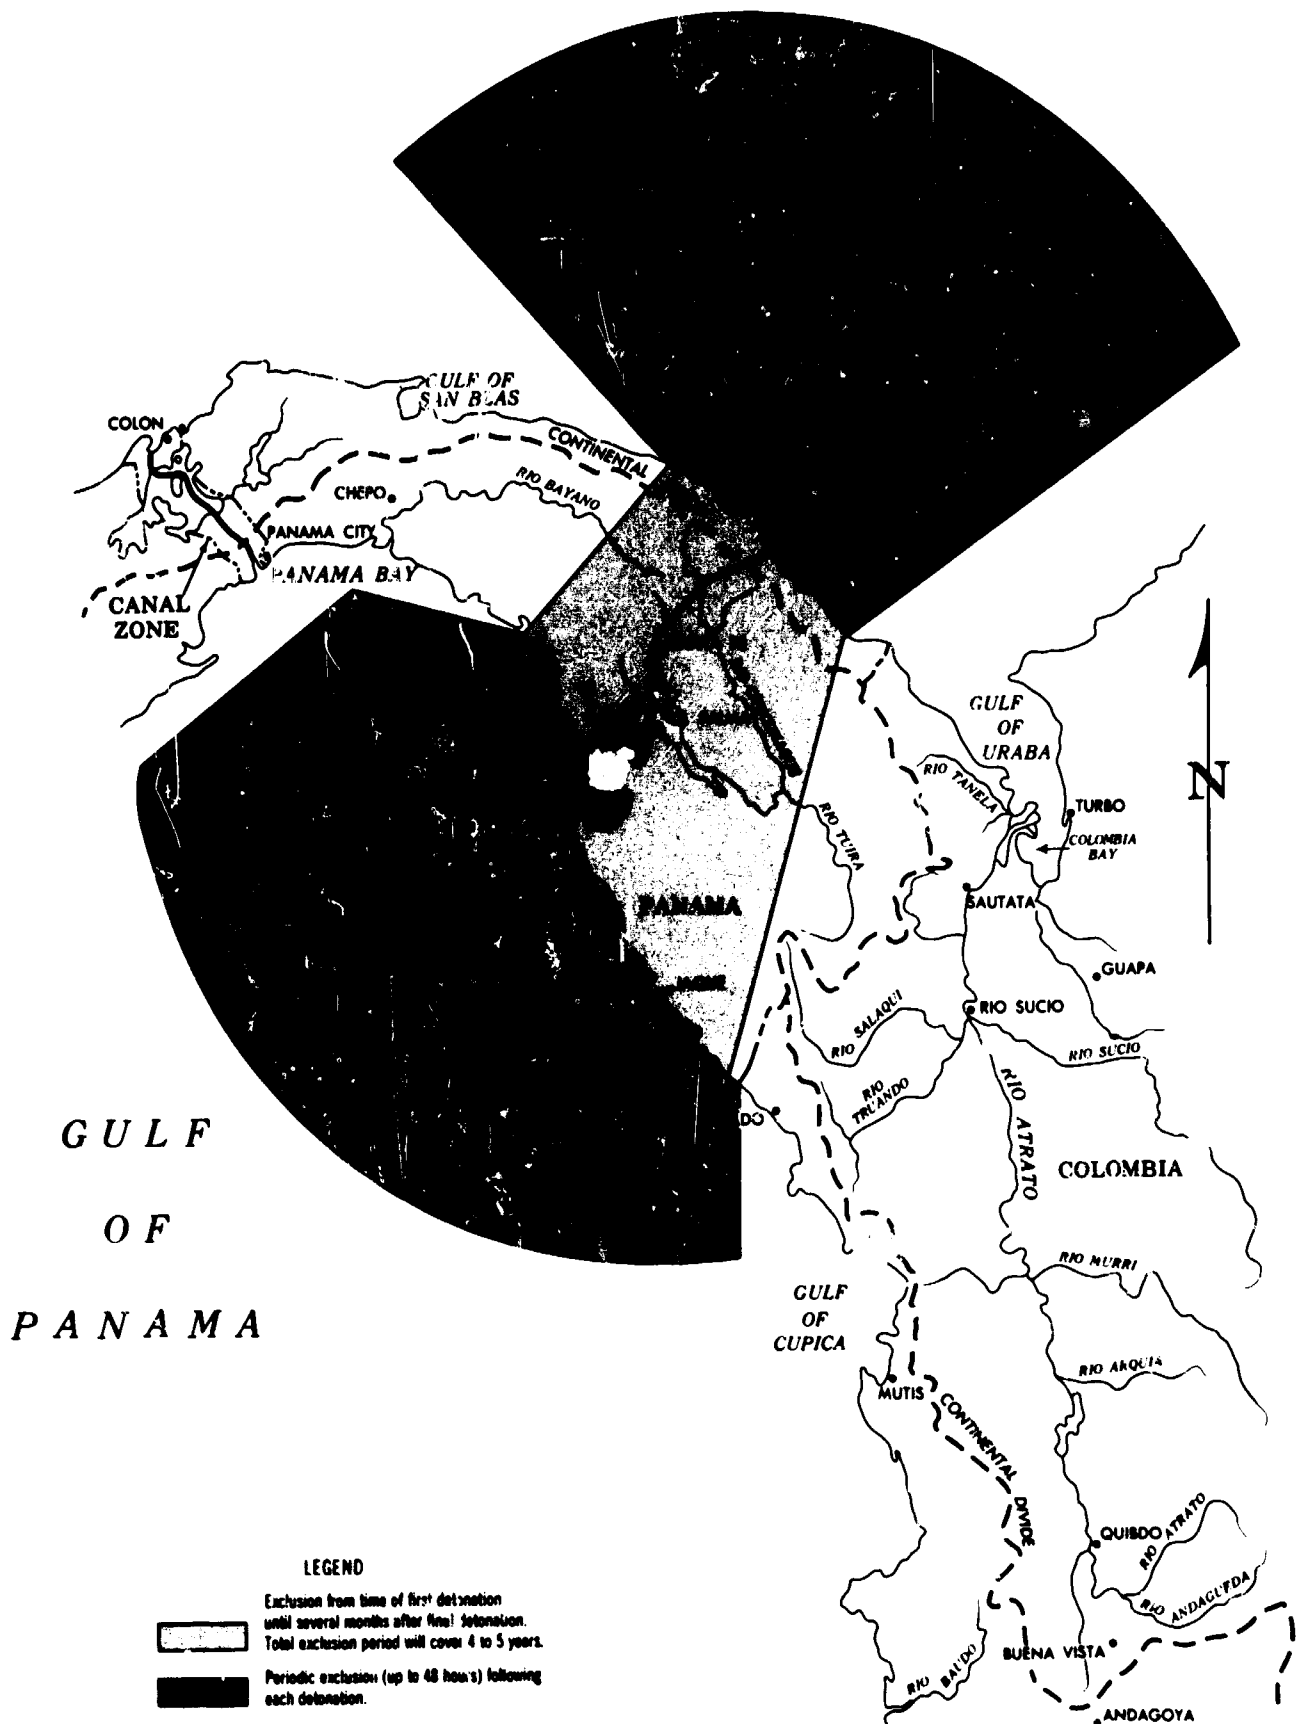 GULF OF
SAN BLAS
COLON
CONTINENTAL
RIO BAYANO
CHEPO
PANAMA CITY
PANAMA BAY
CANAL
ZONE
GULF
OF
URABA
RIO TANELA
N
TURBO
COLOMBIA
BAY
RIO TUIRA
SAUTATA
PANAMA
GUAPA
JAQUE
RIO SUCIO
RIO SALAQUI
RIO SUCIO
RIO
TRUANDO
DO
RIO ATRATO
GULF
OF
PANAMA
COLOMBIA
RIO MURRI
GULF
OF
CUPICA
RIO ARQUIA
MUTIS
CONTINENTAL
DIVIDE
QUIBDO
RIO ATRATO
RIO ANDAGUEDA
BUENA VISTA
RIO BAUDO
ANDAGOYA
LEGEND
Exclusion from time of first detonation
until several months after final detonation.
Total exclusion period will cover 4 to 5 years.
Periodic exclusion (up to 48 hours) following
each detonation.